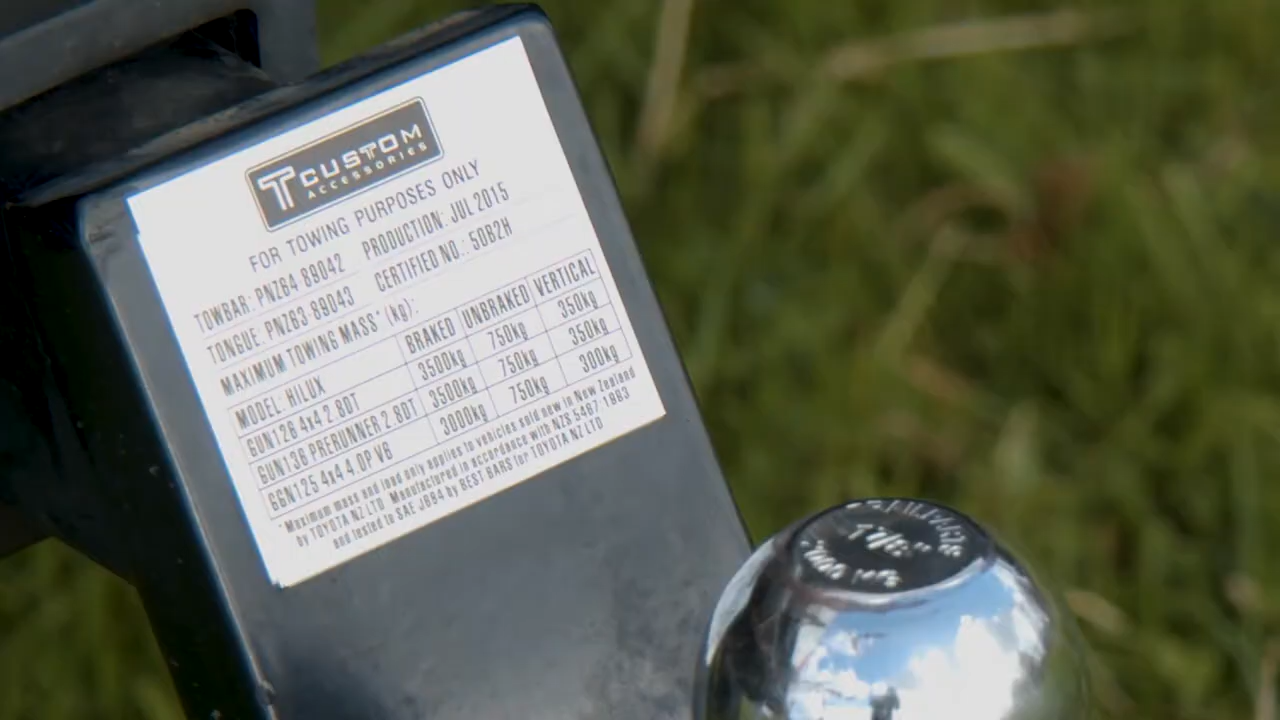 T CUSTOM
ACCESSORIES
FOR TOWING PURPOSES ONLY
TOWBAR: PNZ64-89042 PRODUCTION: JUL 2015
TONGUE: PNZ63-89043 CERTIFIED NO.: 50B2H
MAXIMUM TOWING MASS* (kg):
MODEL: HILUX BRAKED UNBRAKED VERTICAL
GUN126 4x4 2.8DT 3500kg 750kg 350kg
GUN136 PRERUNNER 2.8DT 3500kg 750kg 350kg
GGN125 4x4 4.0P V6 3000kg 750kg 300kg
*Maximum mass and load only applies to vehicles sold new in New Zealand
by TOYOTA NZ LTD Manufactured in accordance with NZS 5467:1993
and tested to SAE J684 by BEST BARS for TOYOTA NZ LTD
1 7/8"